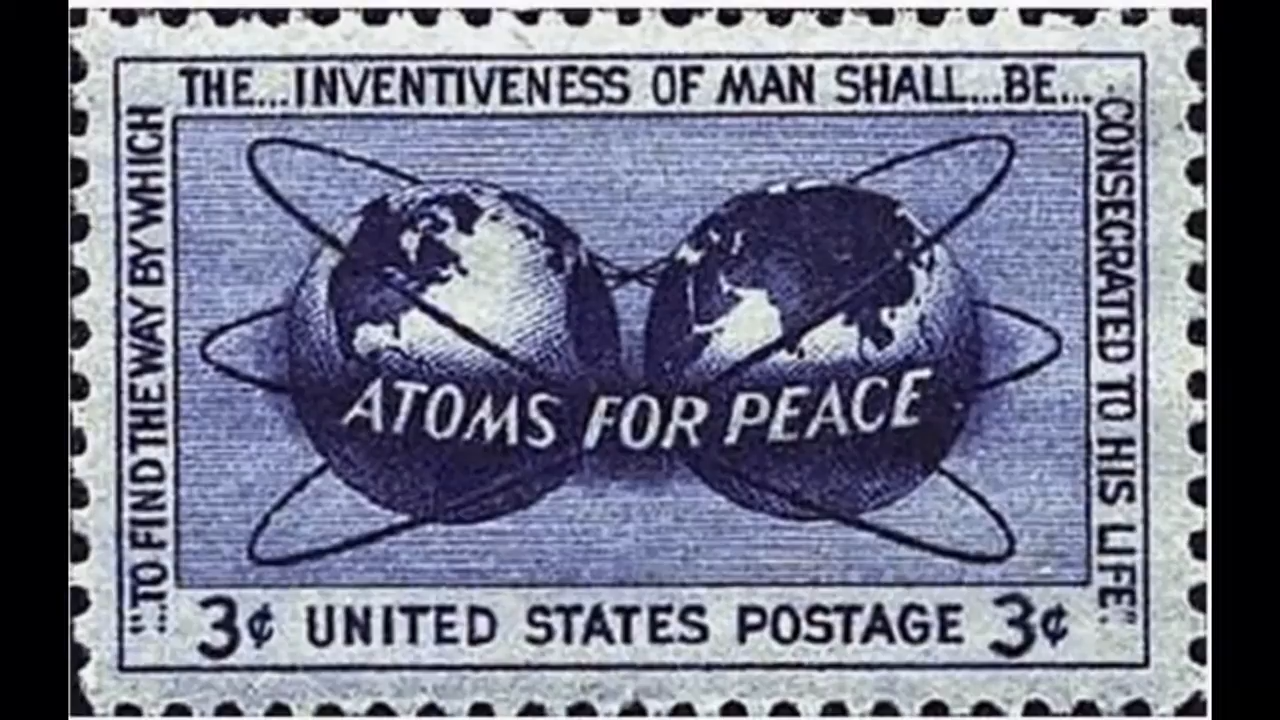 "...TO FIND THE WAY BY WHICH
THE...INVENTIVENESS OF MAN SHALL...BE...
CONSECRATED TO HIS LIFE".
ATOMS FOR PEACE
3¢ UNITED STATES POSTAGE 3¢